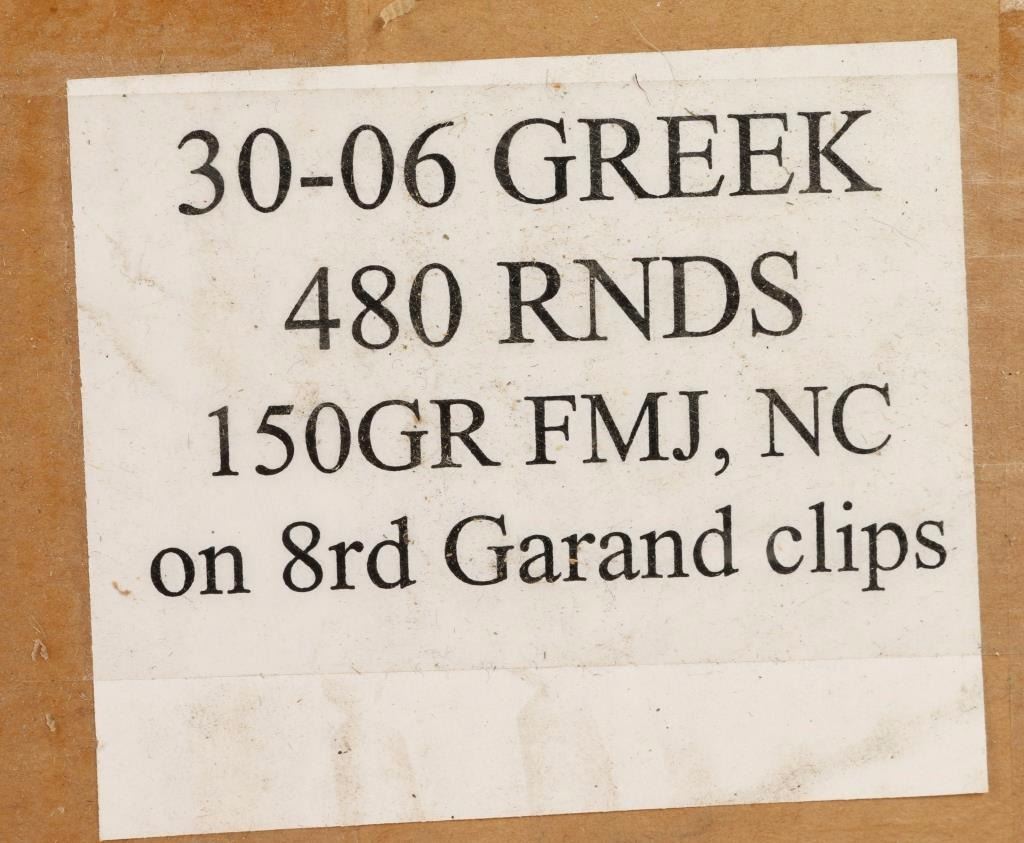 30-06 GREEK
480 RNDS
150GR FMJ, NC
on 8rd Garand clips